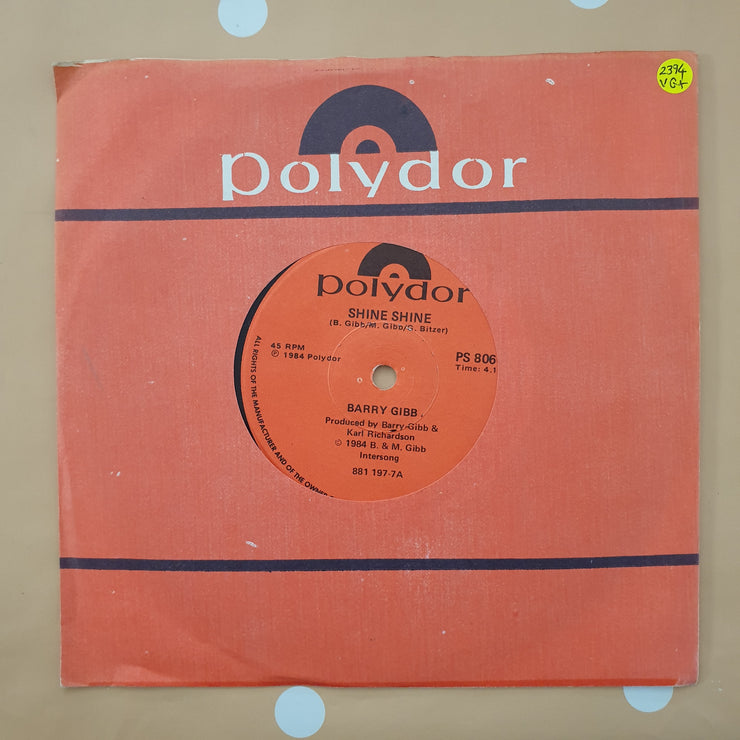 2394
VG+
polydor
polydor
SHINE SHINE
(B. Gibb/M. Gibb/G. Bitzer)
45 RPM
℗ 1984 Polydor
PS 806
Time: 4.1
BARRY GIBB
Produced by Barry Gibb &
Karl Richardson
© 1984 B. & M. Gibb
Intersong
881 197-7A
ALL RIGHTS OF THE MANUFACTURER AND OF THE OWNER